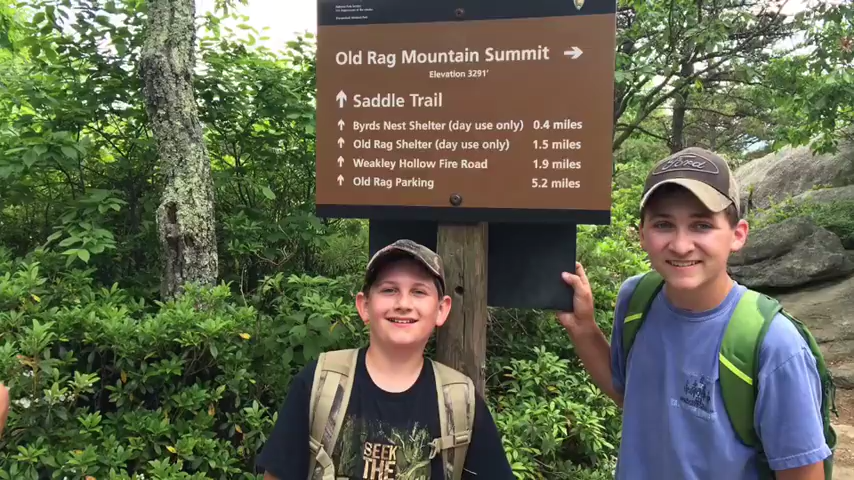 Old Rag Mountain Summit →
Elevation 3291'
↑ Saddle Trail
↑ Byrds Nest Shelter (day use only) 0.4 miles
↑ Old Rag Shelter (day use only) 1.5 miles
↑ Weakley Hollow Fire Road 1.9 miles
↑ Old Rag Parking 5.2 miles
Ford
SEEK
THE